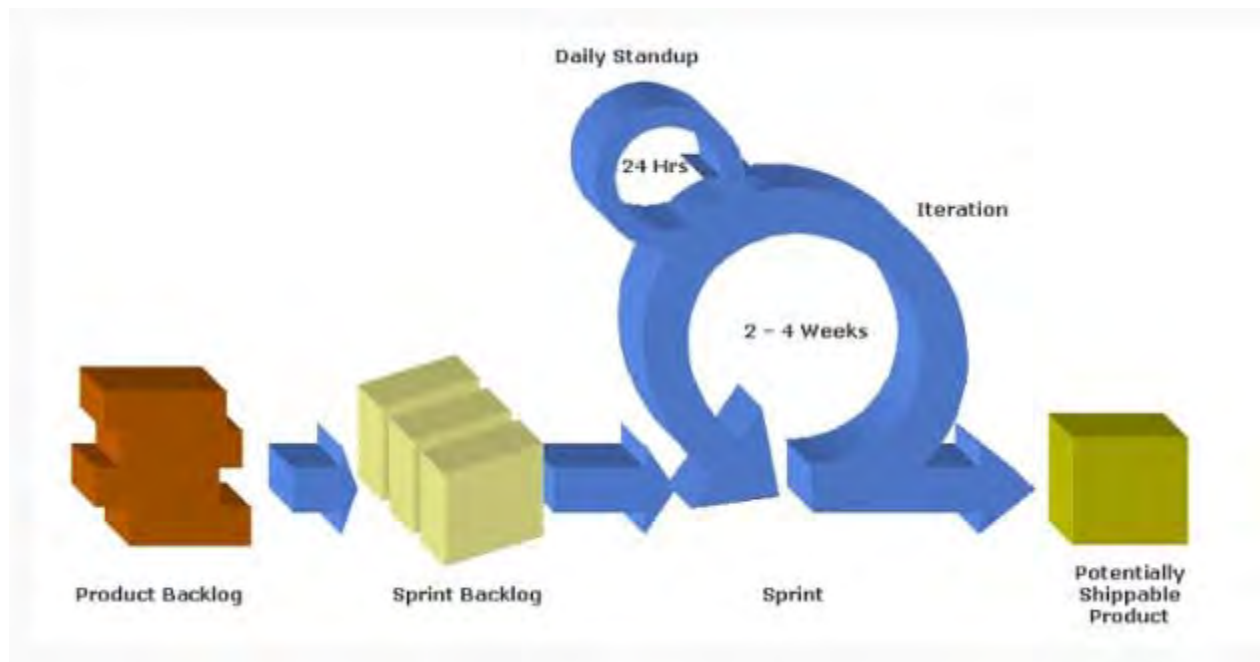 Daily Standup
24 Hrs
Iteration
2 – 4 Weeks
Product Backlog
Sprint Backlog
Sprint
Potentially
Shippable
Product